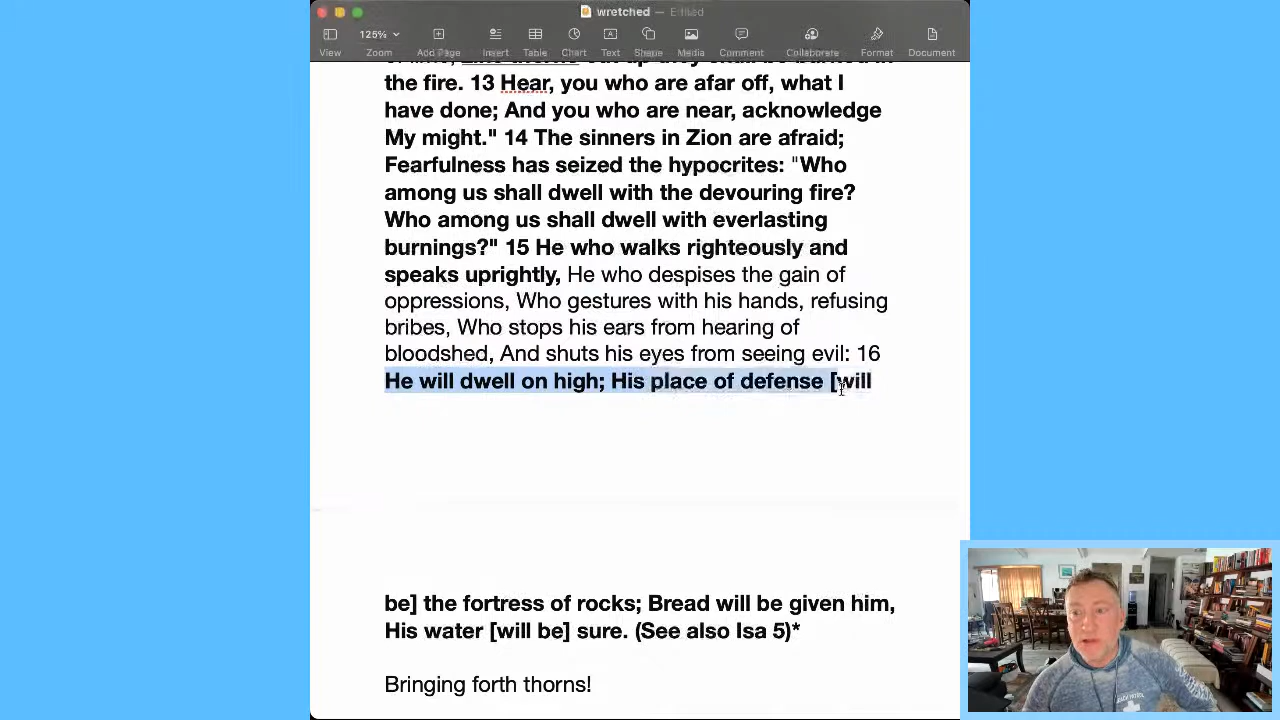 wretched — Edited
125%
View Zoom Add Page Insert Table Chart Text Shape Media Comment Collaborate Format Document
the fire. 13 Hear, you who are afar off, what I
have done; And you who are near, acknowledge
My might." 14 The sinners in Zion are afraid;
Fearfulness has seized the hypocrites: "Who
among us shall dwell with the devouring fire?
Who among us shall dwell with everlasting
burnings?" 15 He who walks righteously and
speaks uprightly, He who despises the gain of
oppressions, Who gestures with his hands, refusing
bribes, Who stops his ears from hearing of
bloodshed, And shuts his eyes from seeing evil: 16
He will dwell on high; His place of defense [will
be] the fortress of rocks; Bread will be given him,
His water [will be] sure. (See also Isa 5)*
Bringing forth thorns!